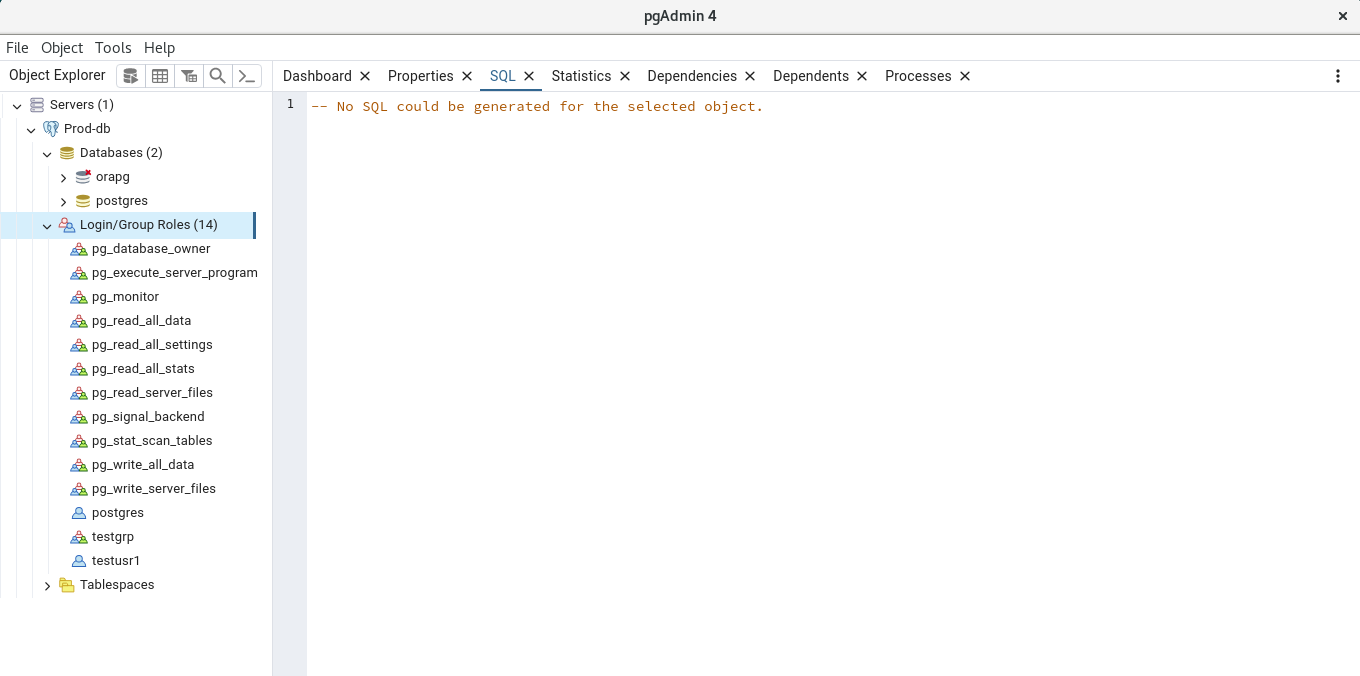 pgAdmin 4
File Object Tools Help
Object Explorer
Dashboard Properties SQL Statistics Dependencies Dependents Processes
Servers (1)
Prod-db
Databases (2)
orapg
postgres
Login/Group Roles (14)
pg_database_owner
pg_execute_server_program
pg_monitor
pg_read_all_data
pg_read_all_settings
pg_read_all_stats
pg_read_server_files
pg_signal_backend
pg_stat_scan_tables
pg_write_all_data
pg_write_server_files
postgres
testgrp
testusr1
Tablespaces
1 -- No SQL could be generated for the selected object.